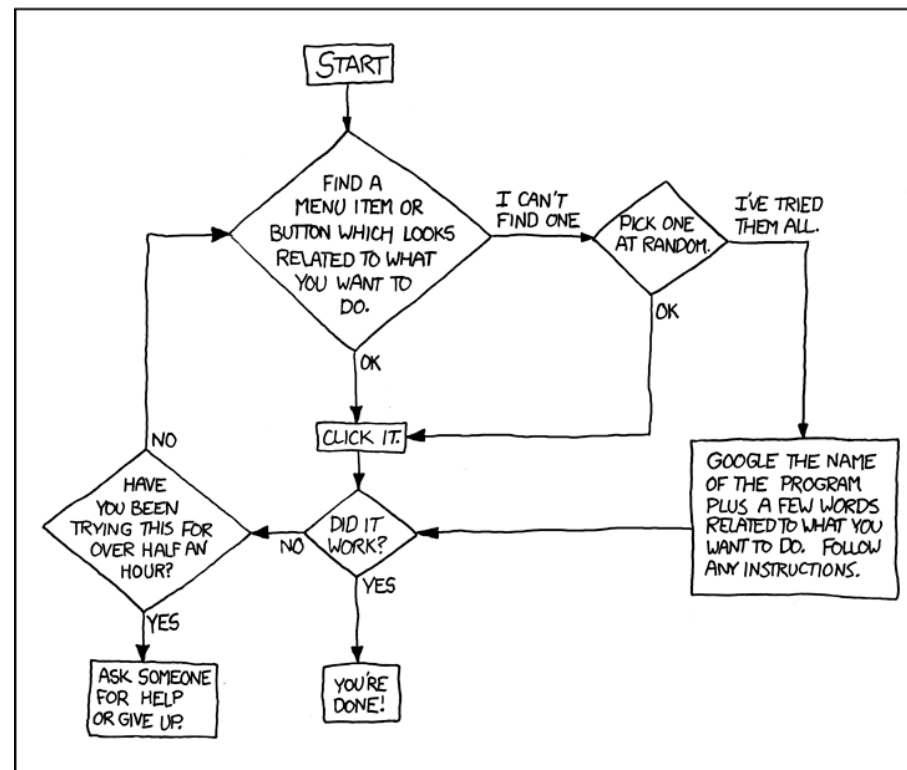 START
FIND A
MENU ITEM OR
BUTTON WHICH LOOKS
RELATED TO WHAT
YOU WANT TO
DO.
I CAN'T
FIND ONE
PICK ONE
AT RANDOM.
I'VE TRIED
THEM ALL.
OK
OK
CLICK IT.
NO
HAVE
YOU BEEN
TRYING THIS FOR
OVER HALF AN
HOUR?
NO
DID IT
WORK?
GOOGLE THE NAME
OF THE PROGRAM
PLUS A FEW WORDS
RELATED TO WHAT YOU
WANT TO DO. FOLLOW
ANY INSTRUCTIONS.
YES
YES
ASK SOMEONE
FOR HELP
OR GIVE UP.
YOU'RE
DONE!